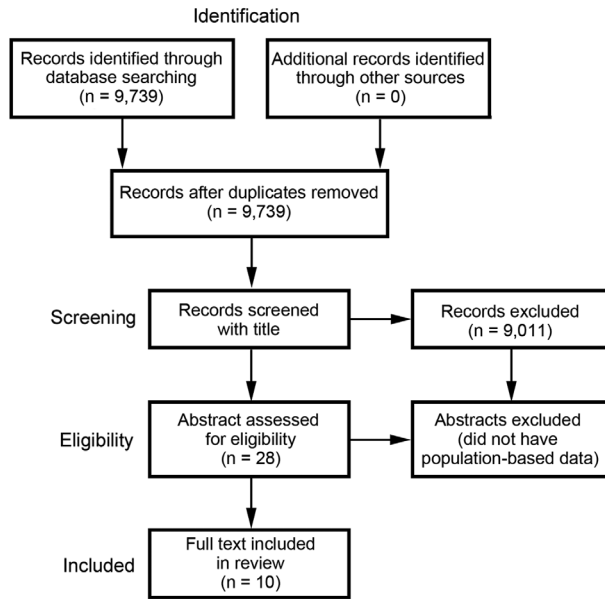 Identification
Records identified through
database searching
(n = 9,739)
Additional records identified
through other sources
(n = 0)
Records after duplicates removed
(n = 9,739)
Screening
Records screened
with title
Records excluded
(n = 9,011)
Eligibility
Abstract assessed
for eligibility
(n = 28)
Abstracts excluded
(did not have
population-based data)
Included
Full text included
in review
(n = 10)